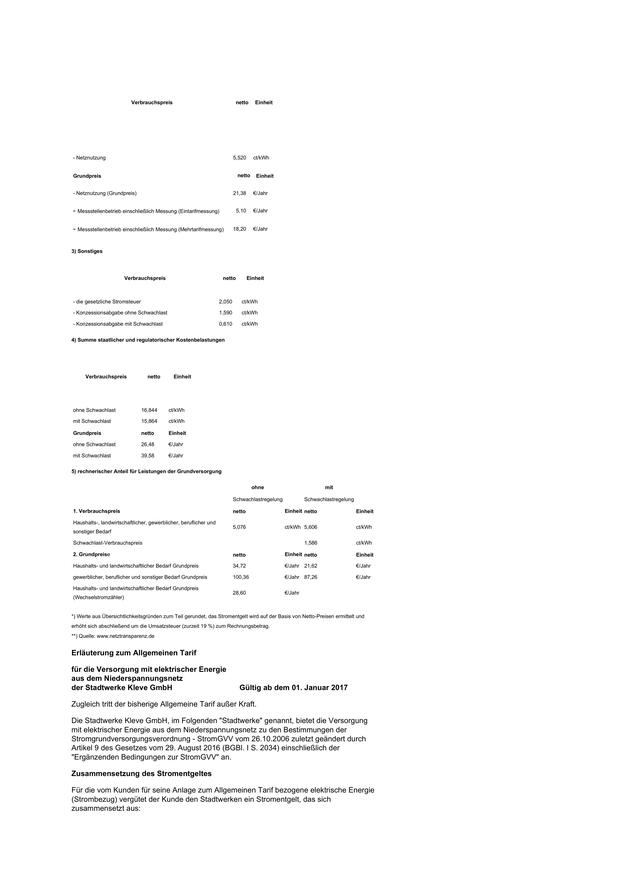 Verbrauchspreis netto Einheit
- Netznutzung 5,520 ct/kWh
Grundpreis netto Einheit
- Netznutzung (Grundpreis) 21,38 €/Jahr
+ Messstellenbetrieb einschließlich Messung (Eintarifmessung) 5,10 €/Jahr
+ Messstellenbetrieb einschließlich Messung (Mehrtarifmessung) 18,20 €/Jahr
3) Sonstiges
Verbrauchspreis netto Einheit
- die gesetzliche Stromsteuer 2,050 ct/kWh
- Konzessionsabgabe ohne Schwachlast 1,590 ct/kWh
- Konzessionsabgabe mit Schwachlast 0,610 ct/kWh
4) Summe staatlicher und regulatorischer Kostenbelastungen
Verbrauchspreis netto Einheit
ohne Schwachlast 16,844 ct/kWh
mit Schwachlast 15,864 ct/kWh
Grundpreis netto Einheit
ohne Schwachlast 26,48 €/Jahr
mit Schwachlast 39,58 €/Jahr
5) rechnerischer Anteil für Leistungen der Grundversorgung
ohne mit
Schwachlastregelung Schwachlastregelung
1. Verbrauchspreis netto Einheit netto Einheit
Haushalts-, landwirtschaftlicher, gewerblicher, beruflicher und
sonstiger Bedarf 5,076 ct/kWh 5,606 ct/kWh
Schwachlast-Verbrauchspreis 1,586 ct/kWh
2. Grundpreise netto Einheit netto Einheit
Haushalts- und landwirtschaftlicher Bedarf Grundpreis 34,72 €/Jahr 21,62 €/Jahr
gewerblicher, beruflicher und sonstiger Bedarf Grundpreis 100,36 €/Jahr 87,26 €/Jahr
Haushalts- und landwirtschaftlicher Bedarf Grundpreis
(Wechselstromzähler) 28,60 €/Jahr
*) Werte aus Übersichtlichkeitsgründen zum Teil gerundet, das Stromentgelt wird auf der Basis von Netto-Preisen ermittelt und
erhöht sich abschließend um die Umsatzsteuer (zurzeit 19 %) zum Rechnungsbetrag.
**) Quelle: www.netztransparenz.de
Erläuterung zum Allgemeinen Tarif
für die Versorgung mit elektrischer Energie
aus dem Niederspannungsnetz
der Stadtwerke Kleve GmbH Gültig ab dem 01. Januar 2017
Zugleich tritt der bisherige Allgemeine Tarif außer Kraft.
Die Stadtwerke Kleve GmbH, im Folgenden "Stadtwerke" genannt, bietet die Versorgung
mit elektrischer Energie aus dem Niederspannungsnetz zu den Bestimmungen der
Stromgrundversorgungsverordnung - StromGVV vom 26.10.2006 zuletzt geändert durch
Artikel 9 des Gesetzes vom 29. August 2016 (BGBl. I S. 2034) einschließlich der
"Ergänzenden Bedingungen zur StromGVV" an.
Zusammensetzung des Stromentgeltes
Für die vom Kunden für seine Anlage zum Allgemeinen Tarif bezogene elektrische Energie
(Strombezug) vergütet der Kunde den Stadtwerken ein Stromentgelt, das sich
zusammensetzt aus: